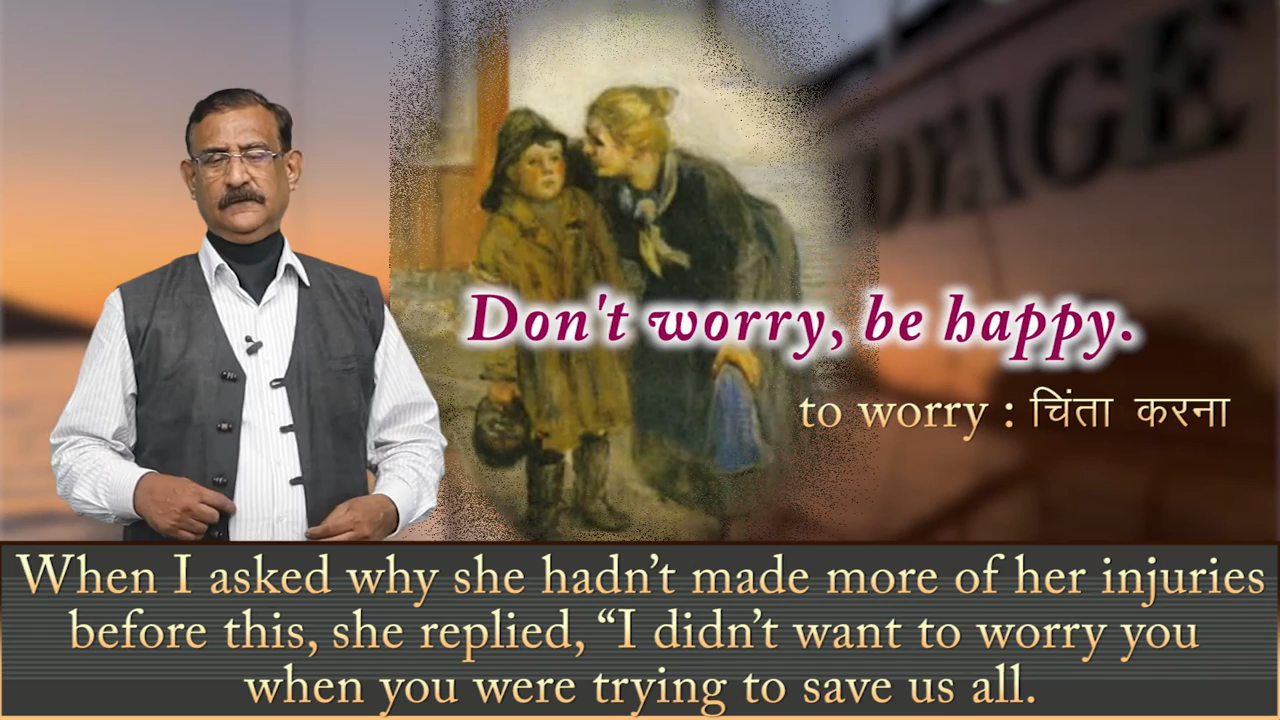 OYAGE
Don't worry, be happy.
to worry : चिंता करना
When I asked why she hadn’t made more of her injuries
before this, she replied, “I didn’t want to worry you
when you were trying to save us all.